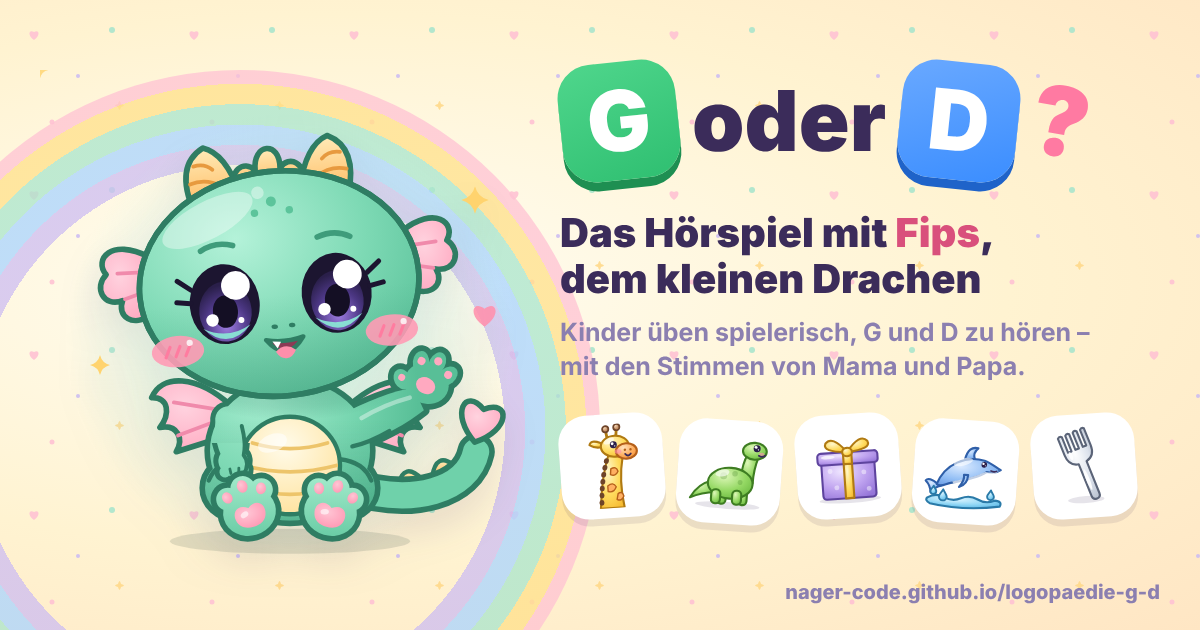 G oder D ?
Das Hörspiel mit Fips,
dem kleinen Drachen
Kinder üben spielerisch, G und D zu hören –
mit den Stimmen von Mama und Papa.
nager-code.github.io/logopaedie-g-d